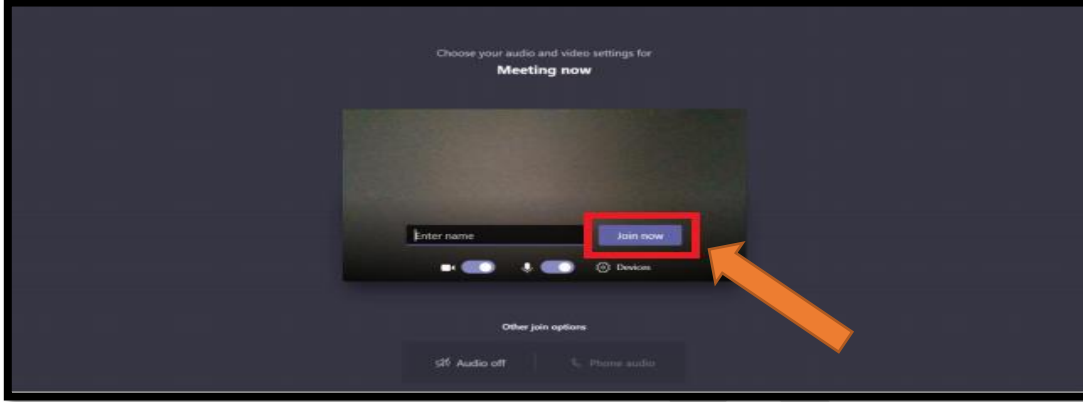 Choose your audio and video settings for
Meeting now
Enter name
Join now
Devices
Other join options
Audio off
Phone audio